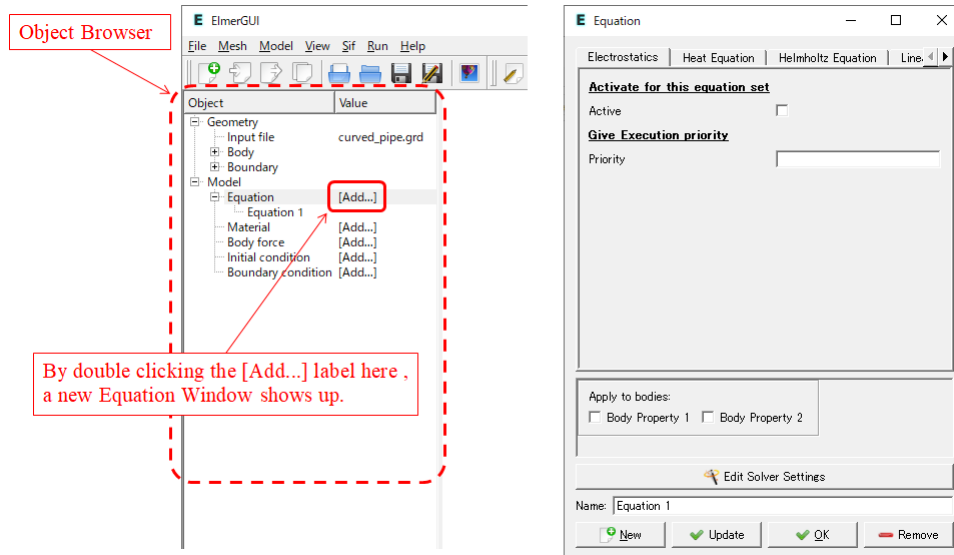 Object Browser
ElmerGUI
File Mesh Model View Sif Run Help
Object Value
Geometry
Input file curved_pipe.grd
Body
Boundary
Model
Equation [Add...]
Equation 1
Material [Add...]
Body force [Add...]
Initial condition [Add...]
Boundary condition [Add...]
By double clicking the [Add...] label here ,
a new Equation Window shows up.
Equation
Electrostatics Heat Equation Helmholtz Equation Line
Activate for this equation set
Active
Give Execution priority
Priority
Apply to bodies:
Body Property 1 Body Property 2
Edit Solver Settings
Name: Equation 1
New Update OK Remove